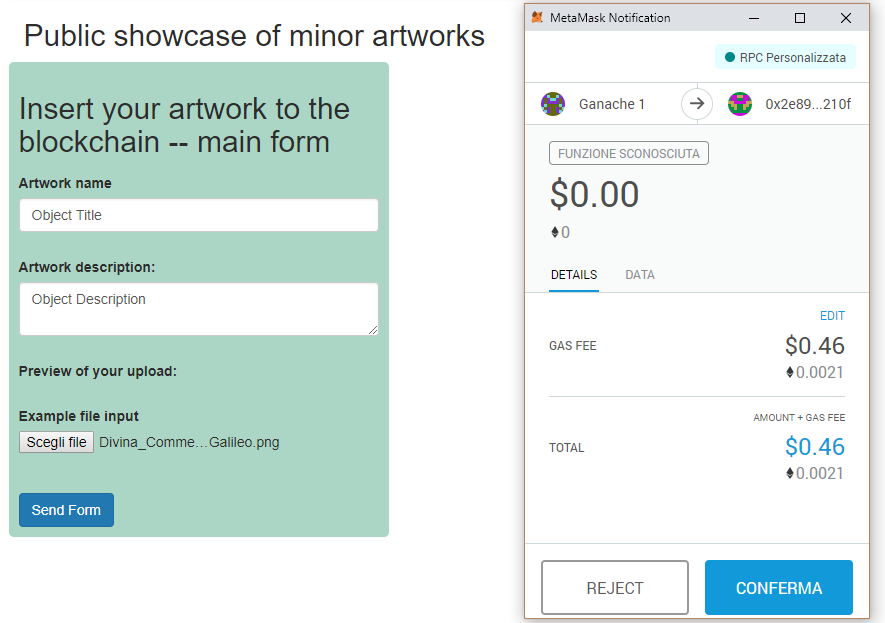 Public showcase of minor artworks
Insert your artwork to the
blockchain -- main form
Artwork name
Object Title
Artwork description:
Object Description
Preview of your upload:
Example file input
Scegli file Divina_Comme...Galileo.png
Send Form
MetaMask Notification
RPC Personalizzata
Ganache 1
0x2e89...210f
FUNZIONE SCONOSCIUTA
$0.00
0
DETAILS DATA
EDIT
GAS FEE $0.46
0.0021
AMOUNT + GAS FEE
TOTAL $0.46
0.0021
REJECT CONFERMA